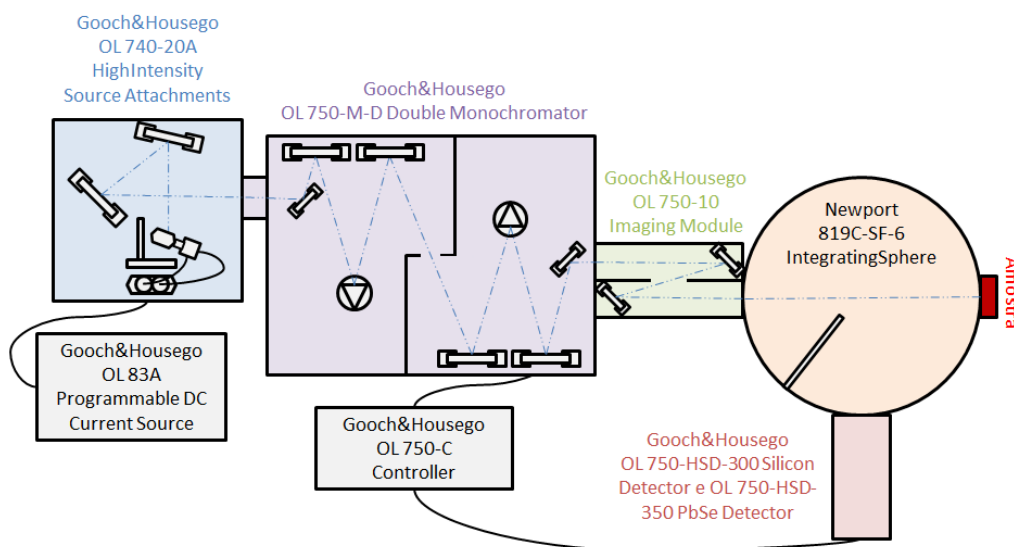 Gooch&Housego
OL 740-20A
HighIntensity
Source Attachments
Gooch&Housego
OL 750-M-D Double Monochromator
Gooch&Housego
OL 750-10
Imaging Module
Newport
819C-SF-6
IntegratingSphere
Amostra
Gooch&Housego
OL 83A
Programmable DC
Current Source
Gooch&Housego
OL 750-C
Controller
Gooch&Housego
OL 750-HSD-300 Silicon
Detector e OL 750-HSD-
350 PbSe Detector